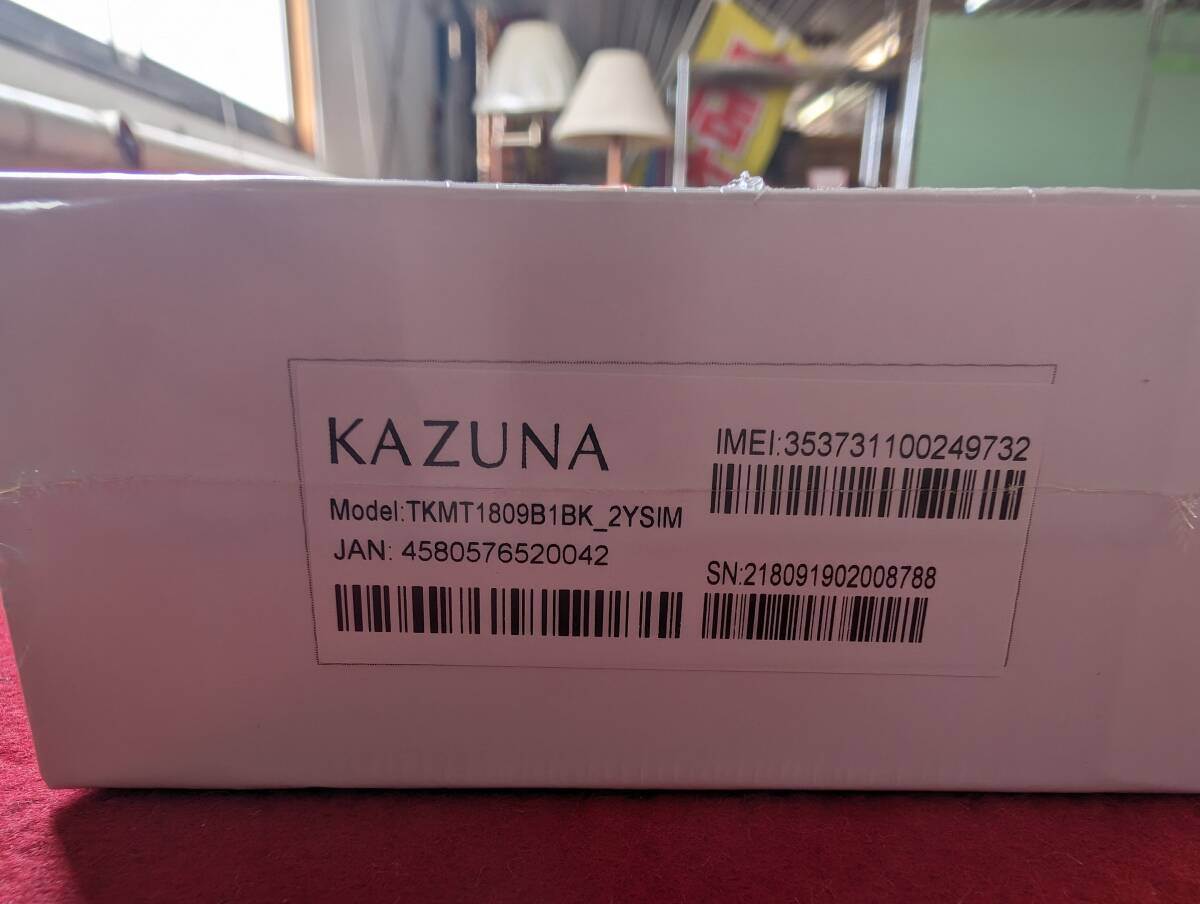 KAZUNA
Model:TKMT1809B1BK_2YSIM
JAN: 4580576520042
IMEI:353731100249732
SN:218091902008788